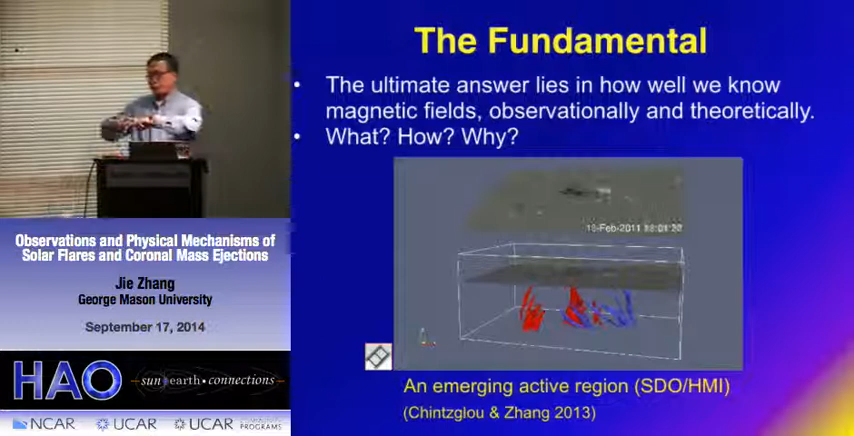 The Fundamental
• The ultimate answer lies in how well we know
magnetic fields, observationally and theoretically.
• What? How? Why?
18-Feb-2011
An emerging active region (SDO/HMI)
(Chintzglou & Zhang 2013)
Observations and Physical Mechanisms of
Solar Flares and Coronal Mass Ejections
Jie Zhang
George Mason University
September 17, 2014
HAO
sun earth • connections
NCAR
UCAR
UCAR
PROGRAMS